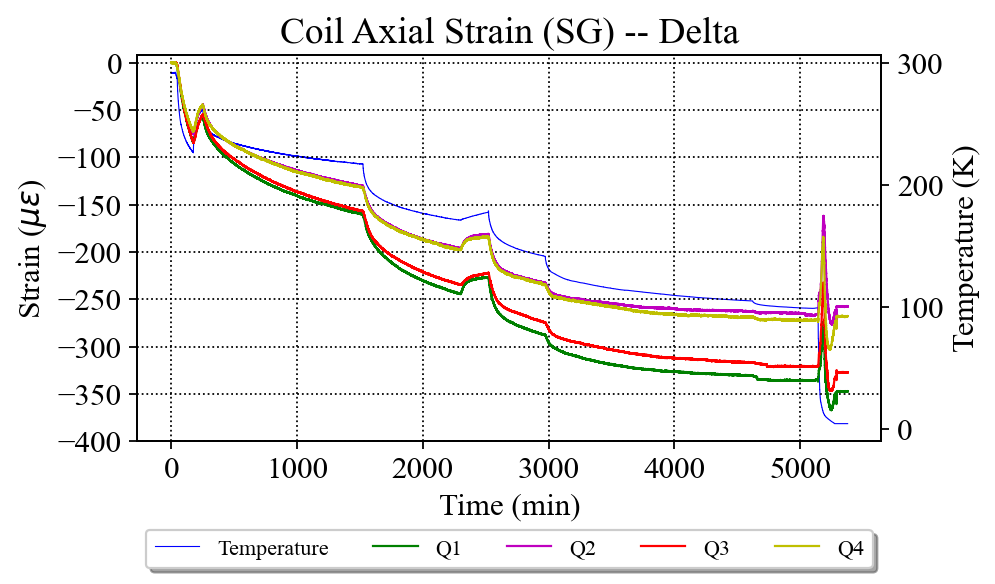 Coil Axial Strain (SG) -- Delta
0
−50
−100
−150
−200
−250
−300
−350
−400
Strain (με)
300
200
100
0
Temperature (K)
0 1000 2000 3000 4000 5000
Time (min)
Temperature Q1 Q2 Q3 Q4